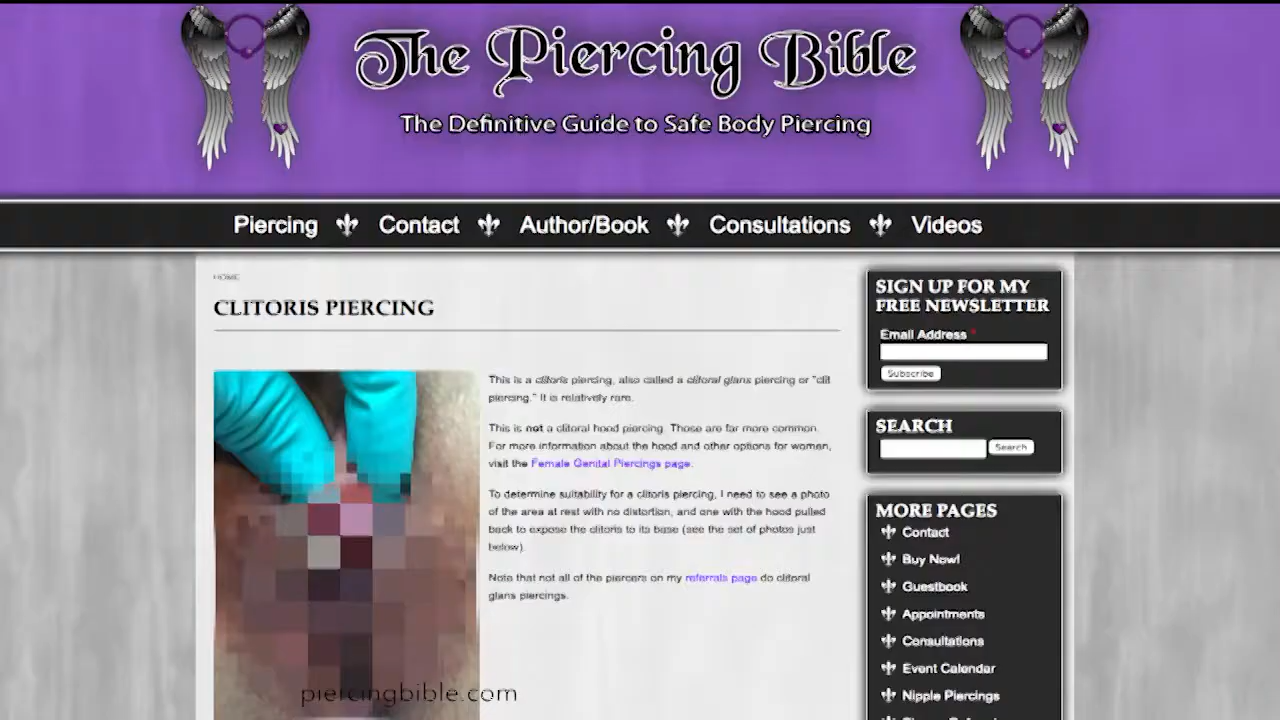 The Piercing Bible
The Definitive Guide to Safe Body Piercing
Piercing Contact Author/Book Consultations Videos
HOME
CLITORIS PIERCING
This is a clitoris piercing, also called a clitoral glans piercing or "clit
piercing." It is relatively rare.
This is not a clitoral hood piercing. Those are far more common.
For more information about the hood and other options for women,
visit the Female Genital Piercings page.
To determine suitability for a clitoris piercing, I need to see a photo
of the area at rest with no distortion, and one with the hood pulled
back to expose the clitoris to its base (see the set of photos just
below).
Note that not all of the piercers on my referrals page do clitoral
glans piercings.
piercingbible.com
SIGN UP FOR MY
FREE NEWSLETTER
Email Address *
Subscribe
SEARCH
Search
MORE PAGES
Contact
Buy Now!
Guestbook
Appointments
Consultations
Event Calendar
Nipple Piercings